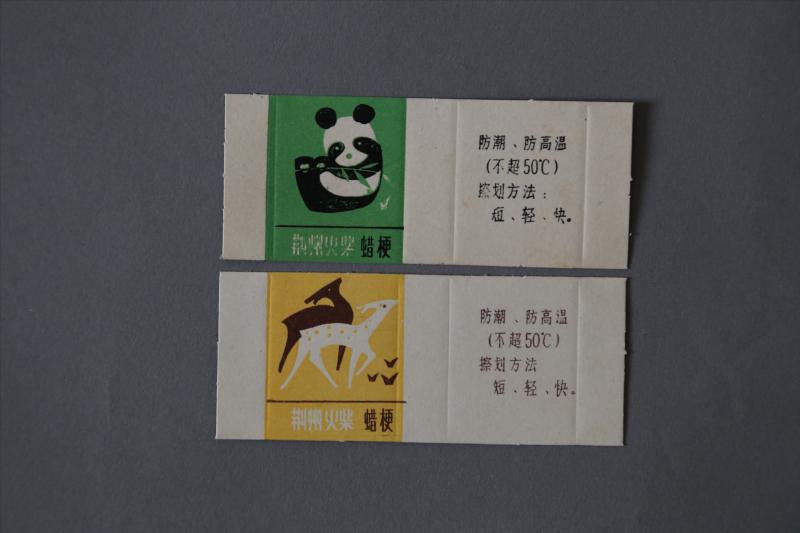 荆州火柴 蜡梗
防潮、防高温
(不超50℃)
擦划方法：
短、轻、快。
荆州火柴 蜡梗
防潮、防高温
(不超50℃)
擦划方法
短、轻、快。